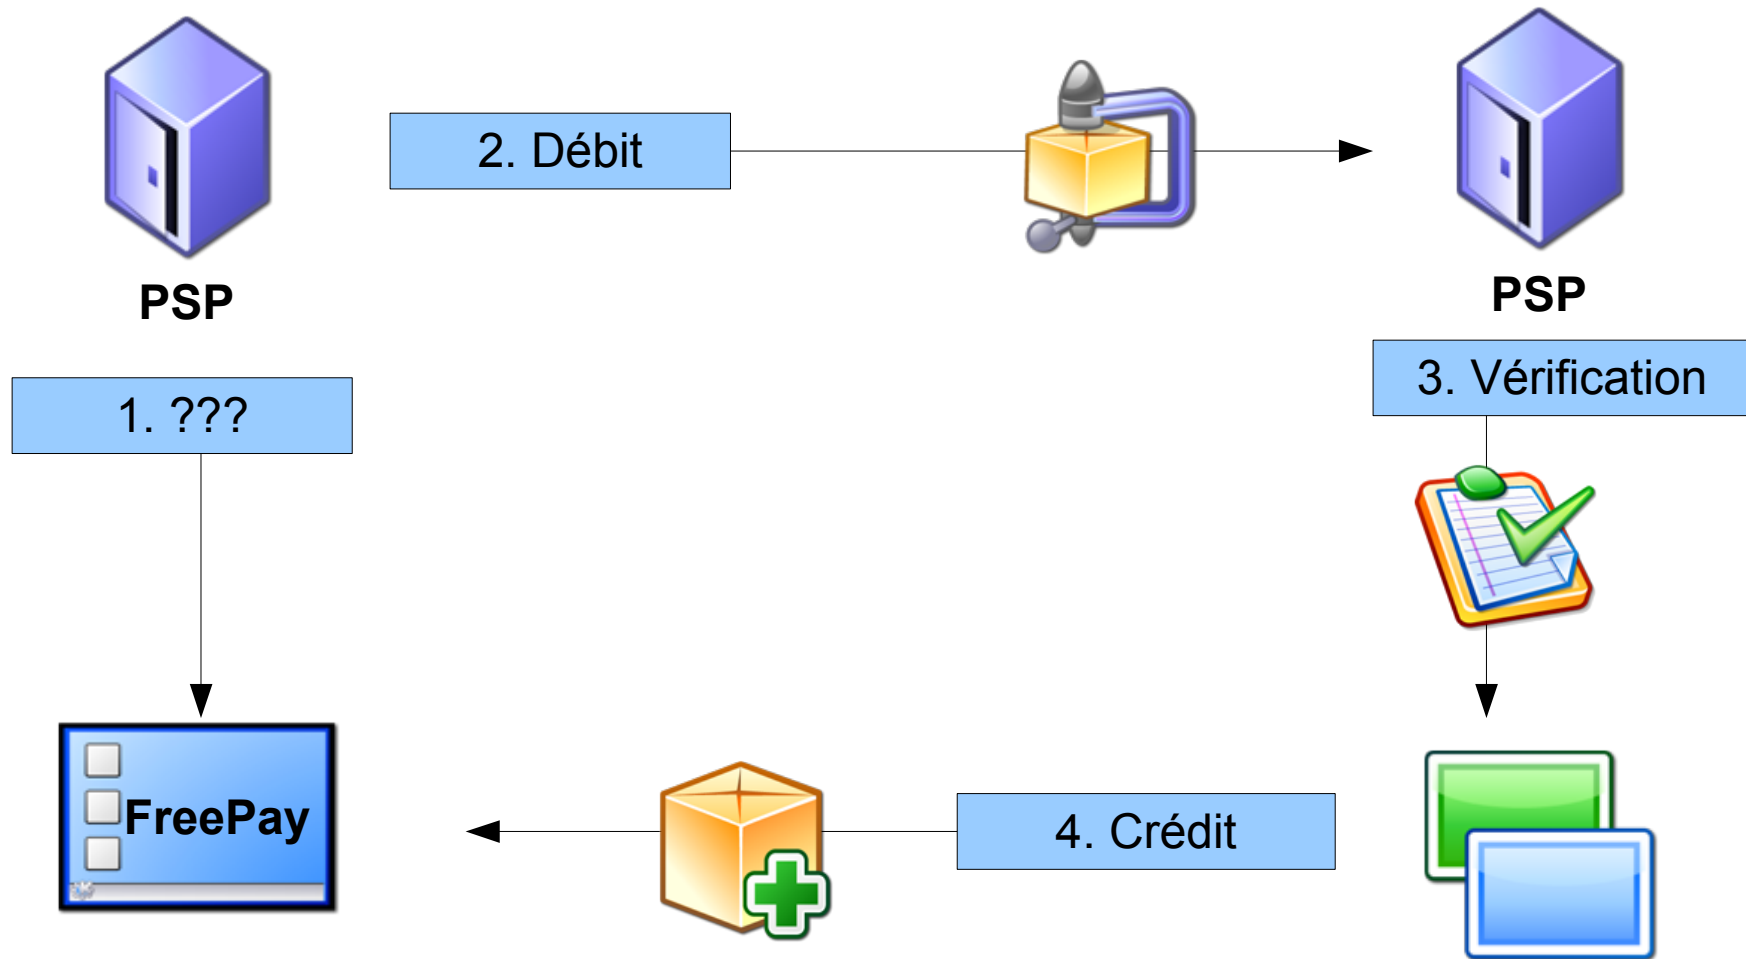 2. Débit
PSP
PSP
1. ???
3. Vérification
FreePay
4. Crédit